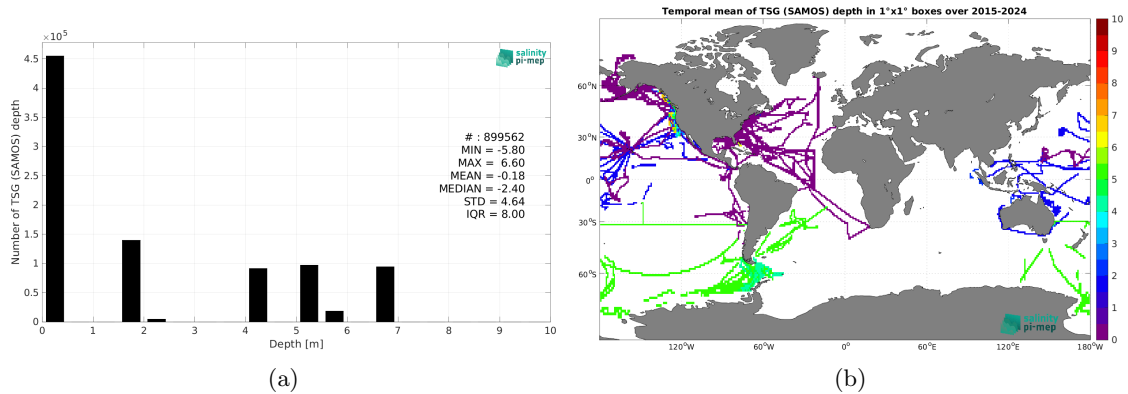 ×10⁵
4.5
4
3.5
3
2.5
2
1.5
1
0.5
0
Number of TSG (SAMOS) depth
0 1 2 3 4 5 6 7 8 9 10
Depth [m]
salinity
pi-mep
# : 899562
MIN = -5.80
MAX = 6.60
MEAN = -0.18
MEDIAN = -2.40
STD = 4.64
IQR = 8.00
(a)
Temporal mean of TSG (SAMOS) depth in 1°x1° boxes over 2015-2024
60°N
30°N
0°
30°S
60°S
120°W 60°W 0° 60°E 120°E 180°W
salinity
pi-mep
10
9
8
7
6
5
4
3
2
1
0
(b)